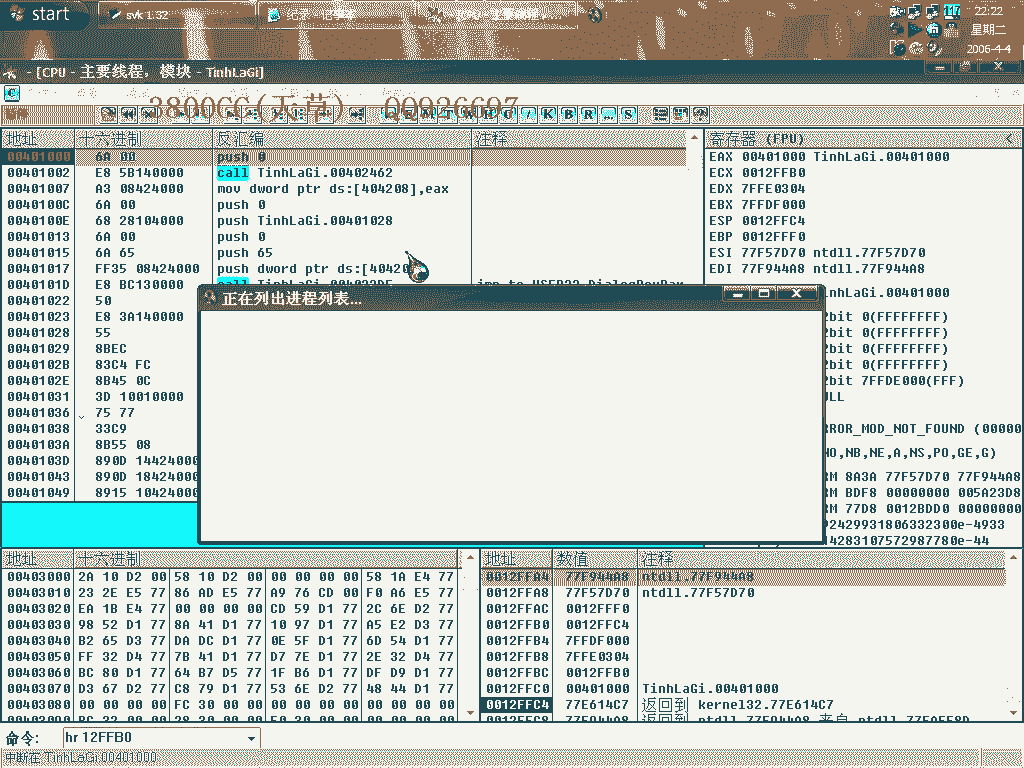 start
svk 1.32
纪录 - 记事本
22:22
星期二
2006-4-4
- [CPU - 主要线程, 模块 - TinhLaGi]
3800CC(天草) 00926697
地址 十六进制 反汇编 注释
00401000 6A 00 push 0
00401002 E8 5B140000 call TinhLaGi.00402462
00401007 A3 08424000 mov dword ptr ds:[404208],eax
0040100C 6A 00 push 0
0040100E 68 28104000 push TinhLaGi.00401028
00401013 6A 00 push 0
00401015 6A 65 push 65
00401017 FF35 08424000 push dword ptr ds:[40420
0040101D E8 BC130000
00401022 50
00401023 E8 3A140000
00401028 55
00401029 8BEC
0040102B 83C4 FC
0040102E 8B45 0C
00401031 3D 10010000
00401036 75 77
00401038 33C9
0040103A 8B55 08
0040103D 890D 14424000
00401043 890D 18424000
00401049 8915 10424000
寄存器 (FPU) <
EAX 00401000 TinhLaGi.00401000
ECX 0012FFB0
EDX 7FFE0304
EBX 7FFDF000
ESP 0012FFC4
EBP 0012FFF0
ESI 77F57D70 ntdll.77F57D70
EDI 77F944A8 ntdll.77F944A8
inhLaGi.00401000
2bit 0(FFFFFFFF)
2bit 0(FFFFFFFF)
2bit 0(FFFFFFFF)
2bit 0(FFFFFFFF)
2bit 7FFDE000(FFF)
ULL
RROR_MOD_NOT_FOUND (00000
NO,NB,NE,A,NS,PO,GE,G)
RM 8A3A 77F57D70 77F944A8
RM BDF8 00000000 005A23D8
RM 77D8 0012BDD0 00000000
92429931806332300e-4933
14283107572987780e-44
正在列出进程列表...
地址 十六进制
00403000 2A 10 D2 00 58 10 D2 00 00 00 00 00 58 1A E4 77
00403010 23 2E E5 77 86 AD E5 77 A9 76 CD 00 F0 A6 E5 77
00403020 EA 1B E4 77 00 00 00 00 CD 59 D1 77 2C 6E D2 77
00403030 98 52 D1 77 8A 41 D1 77 10 97 D1 77 A5 E2 D3 77
00403040 B2 65 D3 77 DA DC D1 77 0E 5F D1 77 6D 54 D1 77
00403050 FF 32 D4 77 7B 41 D1 77 D7 7E D1 77 2E 32 D4 77
00403060 BC 80 D1 77 64 B7 D5 77 1F B6 D1 77 DF D9 D1 77
00403070 D3 67 D2 77 C8 79 D1 77 53 6E D2 77 48 44 D1 77
00403080 00 00 00 00 FC 30 00 00 00 00 00 00 00 00 00 00
地址 数值 注释
0012FFA4 77F944A8 ntdll.77F944A8
0012FFA8 77F57D70 ntdll.77F57D70
0012FFAC 0012FFF0
0012FFB0 0012FFC4
0012FFB4 7FFDF000
0012FFB8 7FFE0304
0012FFBC 0012FFB0
0012FFC0 00401000 TinhLaGi.00401000
0012FFC4 77E614C7 返回到 kernel32.77E614C7
命令: hr 12FFB0
中断在 TinhLaGi.00401000